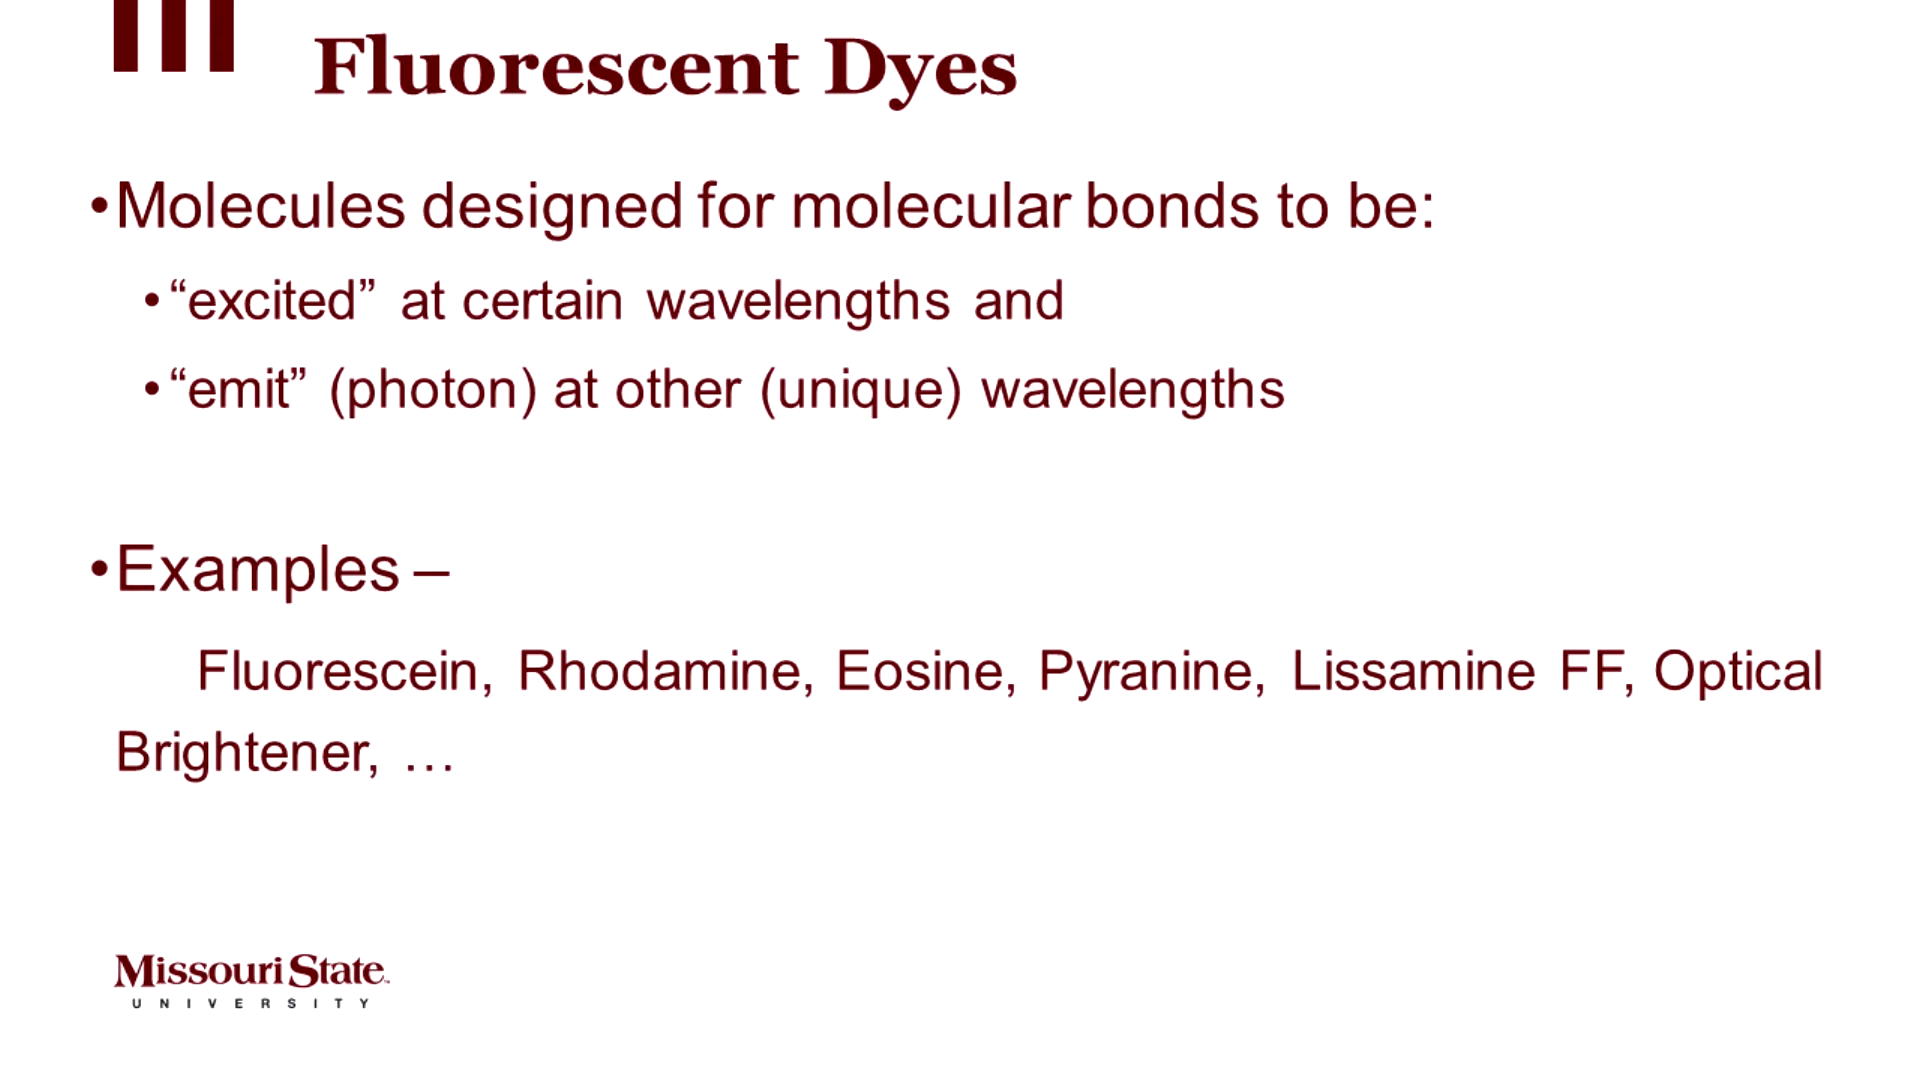 Fluorescent Dyes
•Molecules designed for molecular bonds to be:
•“excited” at certain wavelengths and
•“emit” (photon) at other (unique) wavelengths
•Examples –
Fluorescein, Rhodamine, Eosine, Pyranine, Lissamine FF, Optical
Brightener, …
Missouri State™
UNIVERSITY